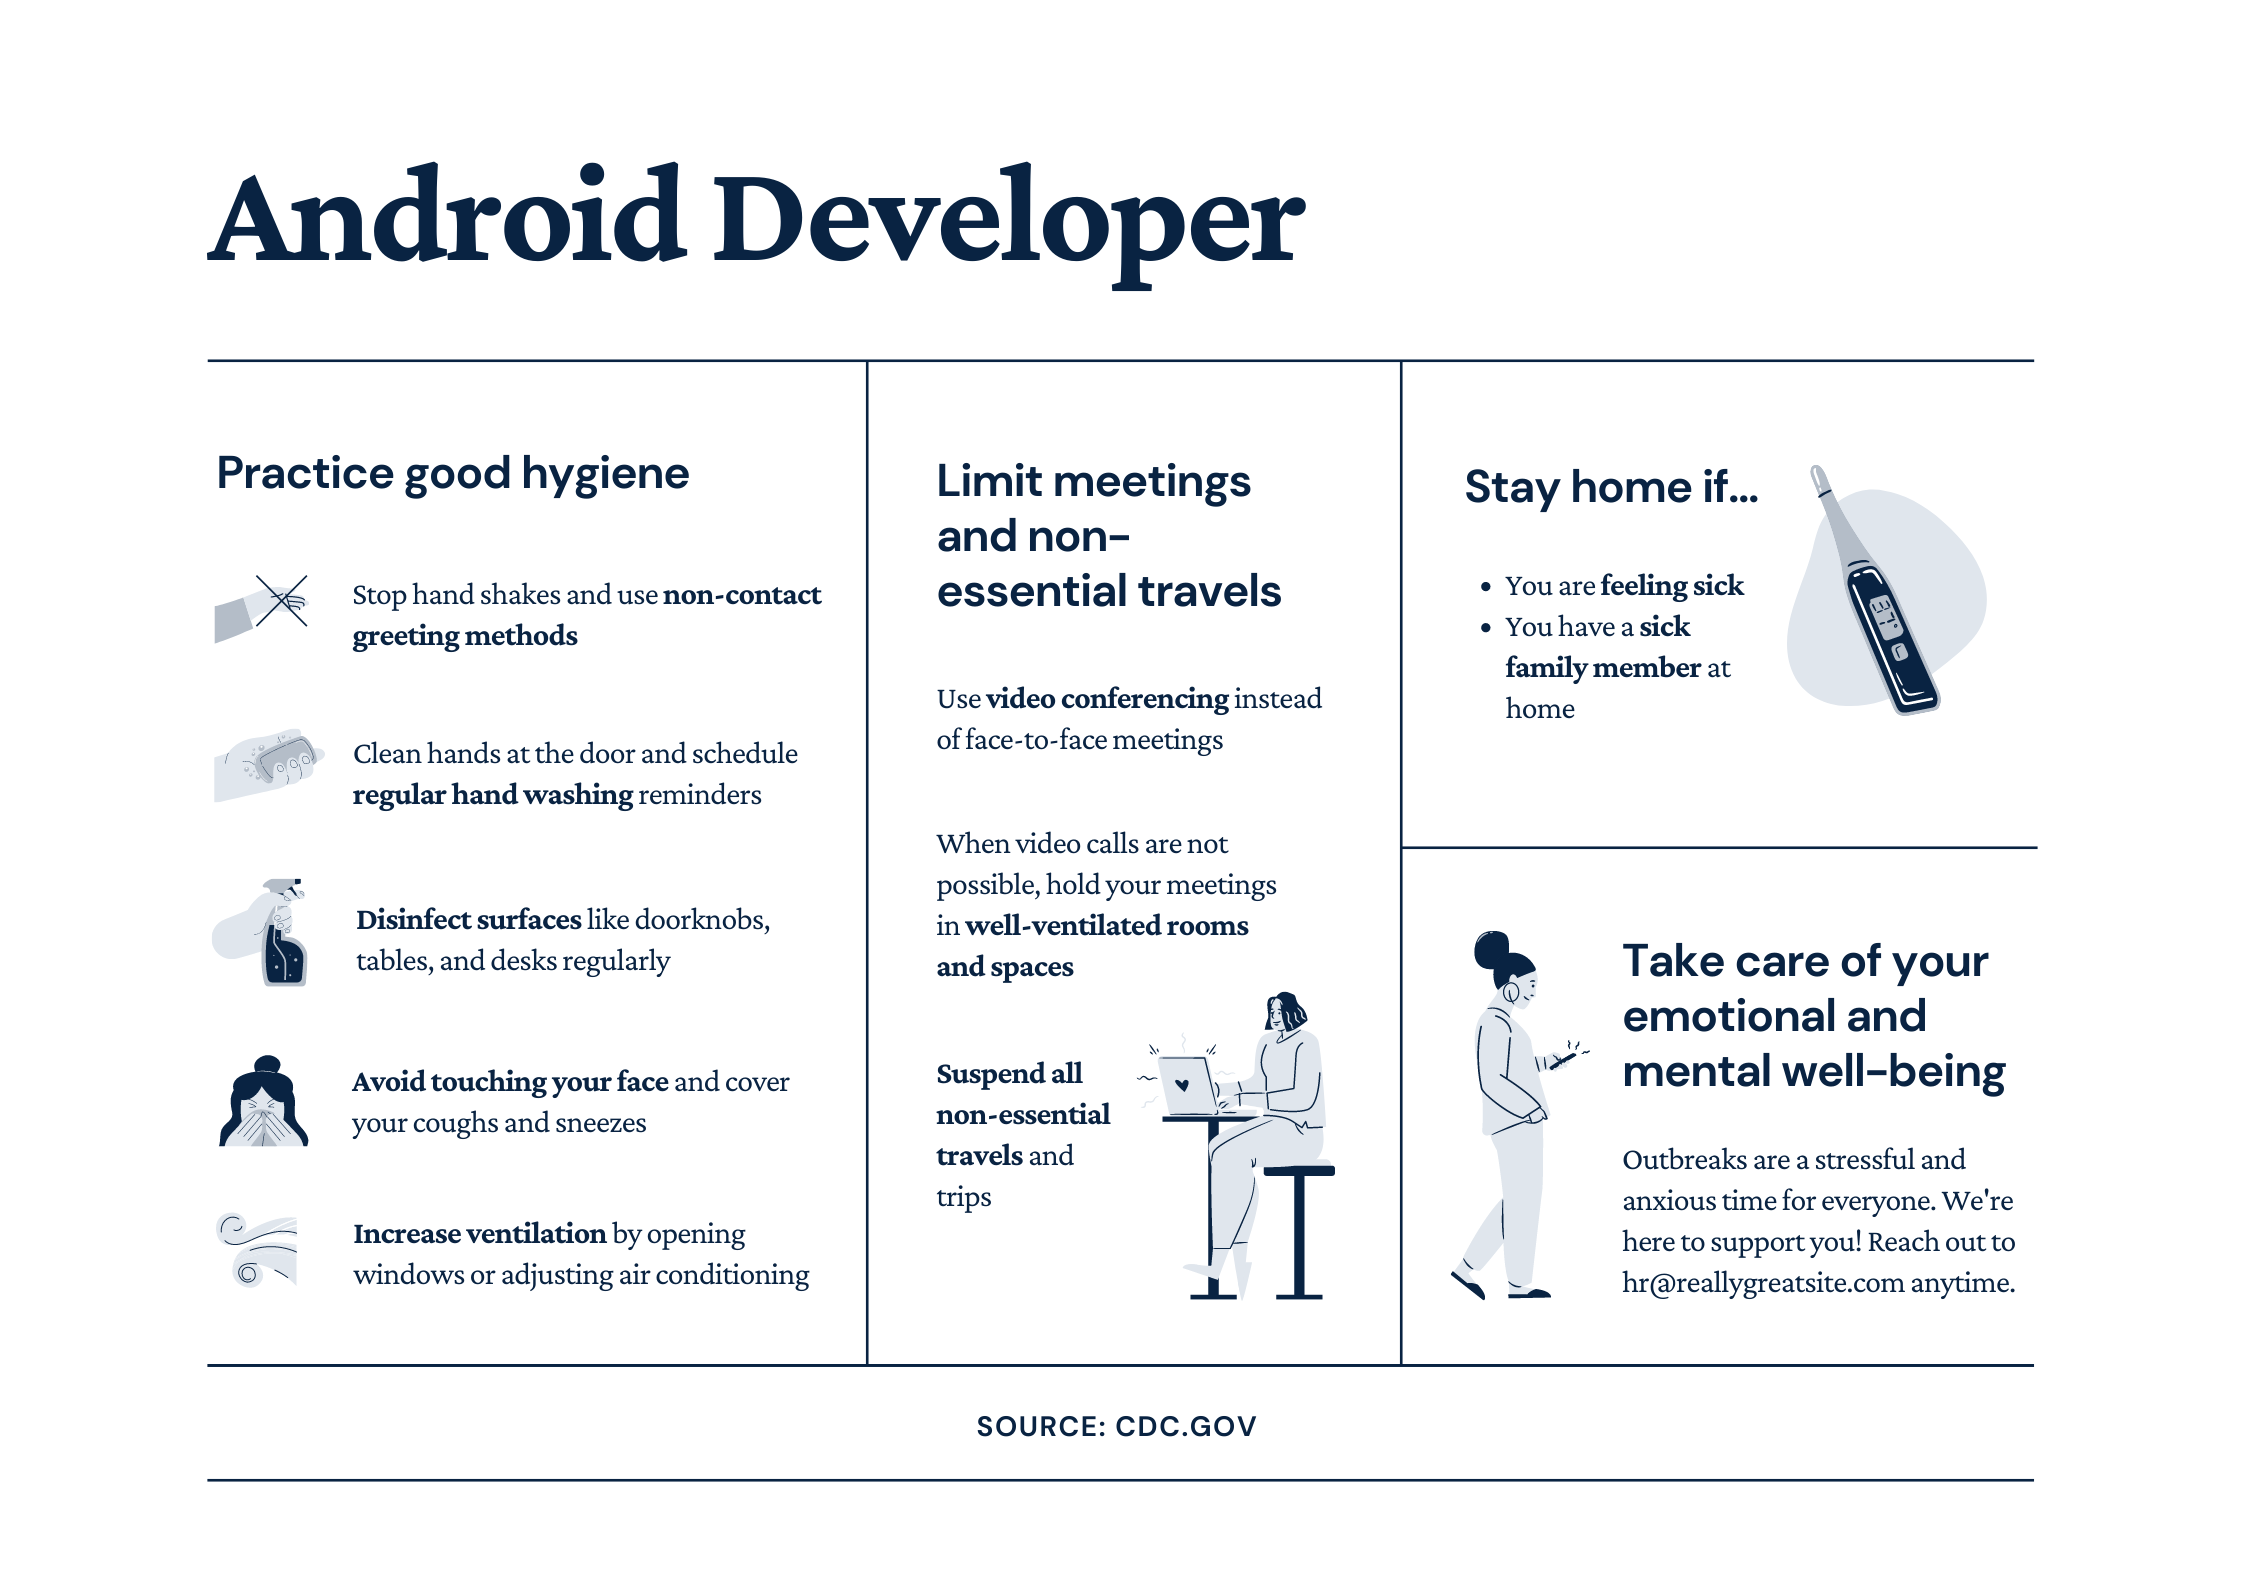 Android Developer
Practice good hygiene
Stop hand shakes and use non-contact
greeting methods
Clean hands at the door and schedule
regular hand washing reminders
Disinfect surfaces like doorknobs,
tables, and desks regularly
Avoid touching your face and cover
your coughs and sneezes
Increase ventilation by opening
windows or adjusting air conditioning
Limit meetings
and non-
essential travels
Use video conferencing instead
of face-to-face meetings
When video calls are not
possible, hold your meetings
in well-ventilated rooms
and spaces
Suspend all
non-essential
travels and
trips
Stay home if...
• You are feeling sick
• You have a sick
family member at
home
Take care of your
emotional and
mental well-being
Outbreaks are a stressful and
anxious time for everyone. We're
here to support you! Reach out to
hr@reallygreatsite.com anytime.
SOURCE: CDC.GOV